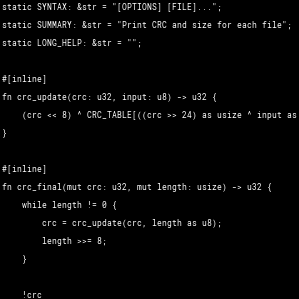 static SYNTAX: &str = "[OPTIONS] [FILE]...";
static SUMMARY: &str = "Print CRC and size for each file";
static LONG_HELP: &str = "";
#[inline]
fn crc_update(crc: u32, input: u8) -> u32 {
(crc << 8) ^ CRC_TABLE[((crc >> 24) as usize ^ input as
}
#[inline]
fn crc_final(mut crc: u32, mut length: usize) -> u32 {
while length != 0 {
crc = crc_update(crc, length as u8);
length >>= 8;
}
!crc